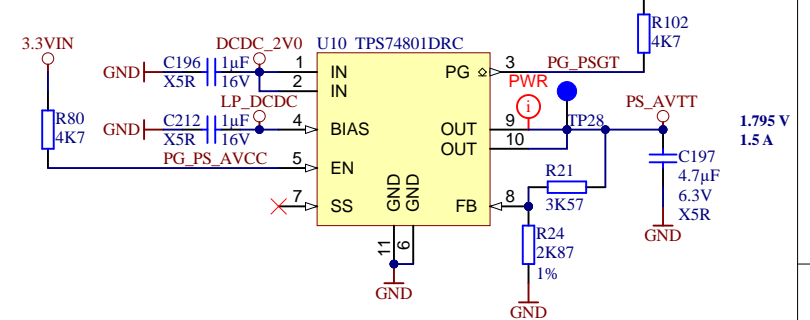 R102
4K7
3.3VIN
DCDC_2V0
U10 TPS74801DRC
C196
1µF
GND
X5R
16V
1
IN
2
IN
PG
3
PG_PSGT
PWR
i
LP_DCDC
C212
1µF
GND
X5R
16V
R80
4K7
4
BIAS
OUT
9
OUT
10
TP28
PS_AVTT
1.795 V
1.5 A
PG_PS_AVCC
5
EN
R21
3K57
C197
4.7µF
6.3V
X5R
GND
7
SS
GND
GND
FB
8
11
6
GND
R24
2K87
1%
GND